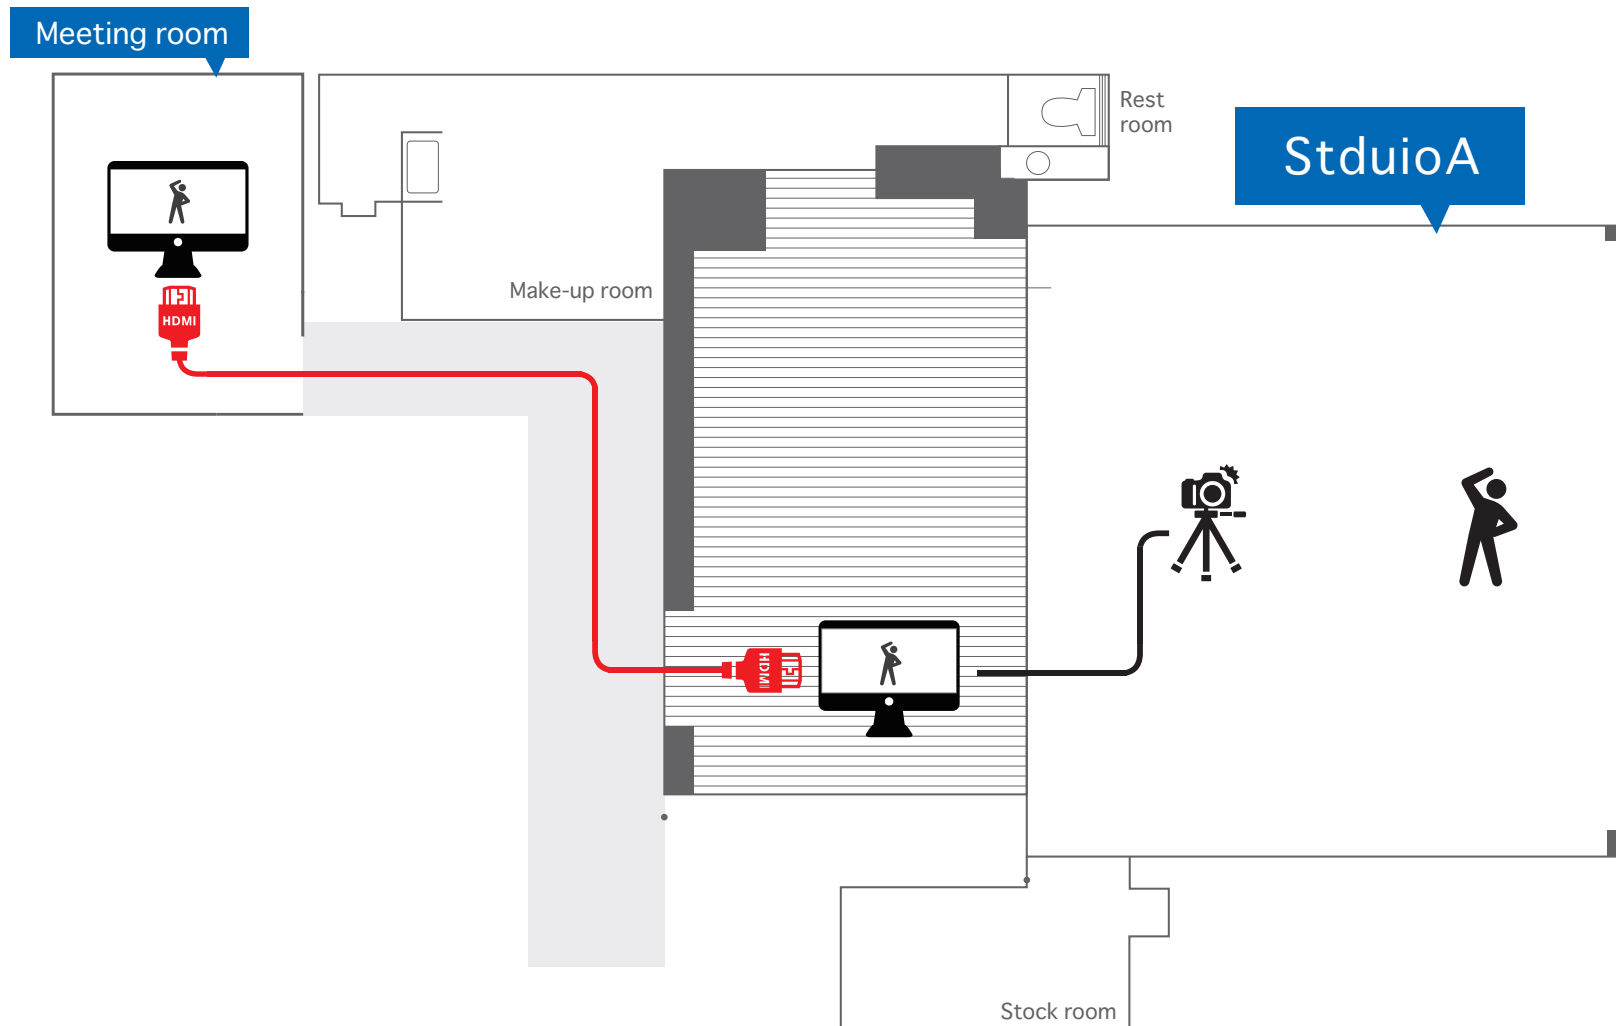 Meeting room
Rest
room
StduioA
Make-up room
HDMI
HDMI
Stock room